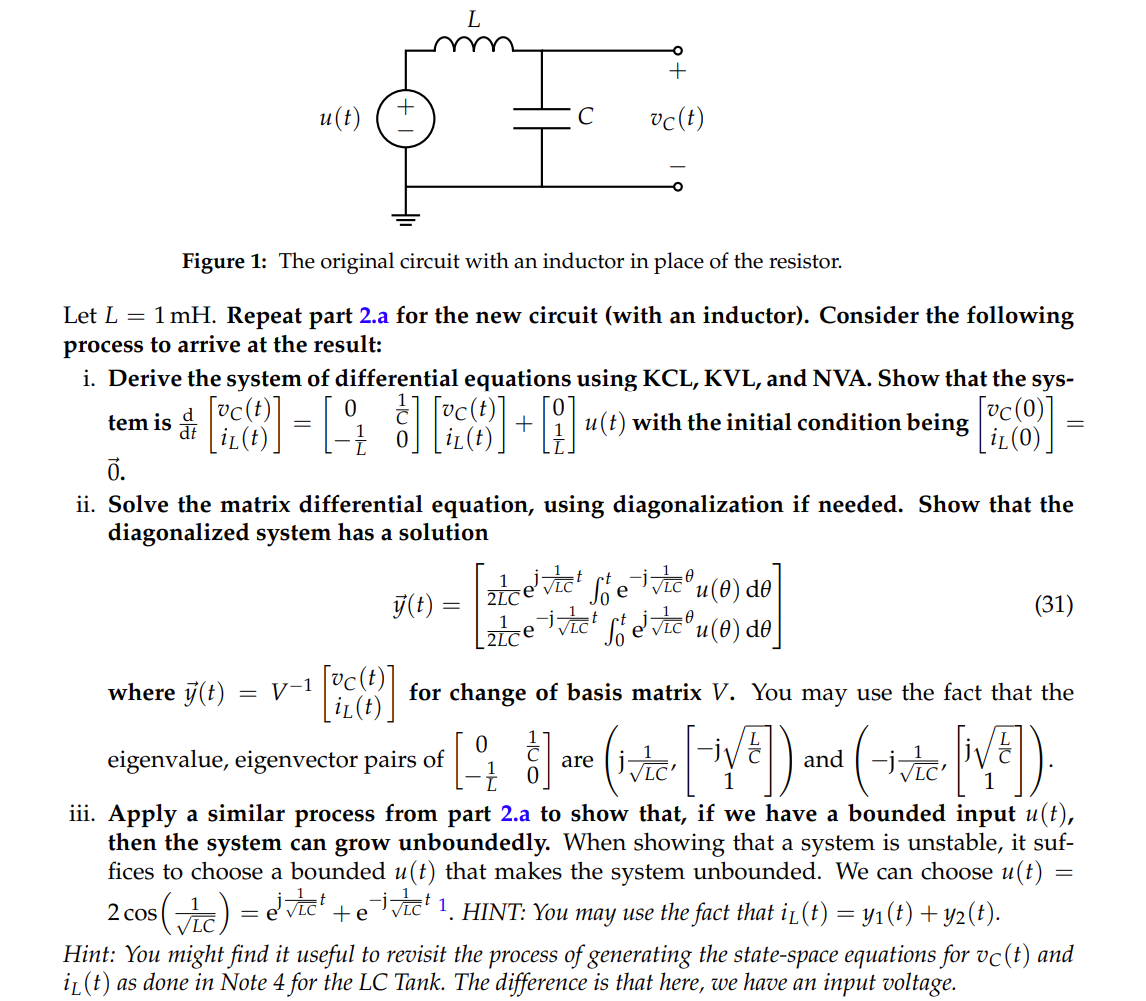 L
u(t)
+
−
C
+
v_C(t)
−
Figure 1: The original circuit with an inductor in place of the resistor.
Let L = 1 mH. Repeat part 2.a for the new circuit (with an inductor). Consider the following
process to arrive at the result:
i. Derive the system of differential equations using KCL, KVL, and NVA. Show that the sys-
tem is $\frac{d}{dt}\begin{bmatrix} v_C(t) \\ i_L(t) \end{bmatrix} = \begin{bmatrix} 0 & \frac{1}{C} \\ -\frac{1}{L} & 0 \end{bmatrix}\begin{bmatrix} v_C(t) \\ i_L(t) \end{bmatrix} + \begin{bmatrix} 0 \\ \frac{1}{L} \end{bmatrix} u(t)$ with the initial condition being $\begin{bmatrix} v_C(0) \\ i_L(0) \end{bmatrix} =$
$\vec{0}$.
ii. Solve the matrix differential equation, using diagonalization if needed. Show that the
diagonalized system has a solution
$\vec{y}(t) = \begin{bmatrix} \frac{1}{2LC} e^{j\frac{1}{\sqrt{LC}}t} \int_0^t e^{-j\frac{1}{\sqrt{LC}}\theta} u(\theta) \, d\theta \\ \frac{1}{2LC} e^{-j\frac{1}{\sqrt{LC}}t} \int_0^t e^{j\frac{1}{\sqrt{LC}}\theta} u(\theta) \, d\theta \end{bmatrix}$ (31)
where $\vec{y}(t) = V^{-1}\begin{bmatrix} v_C(t) \\ i_L(t) \end{bmatrix}$ for change of basis matrix V. You may use the fact that the
eigenvalue, eigenvector pairs of $\begin{bmatrix} 0 & \frac{1}{C} \\ -\frac{1}{L} & 0 \end{bmatrix}$ are $\left( j\frac{1}{\sqrt{LC}}, \begin{bmatrix} -j\sqrt{\frac{L}{C}} \\ 1 \end{bmatrix} \right)$ and $\left( -j\frac{1}{\sqrt{LC}}, \begin{bmatrix} j\sqrt{\frac{L}{C}} \\ 1 \end{bmatrix} \right)$.
iii. Apply a similar process from part 2.a to show that, if we have a bounded input u(t),
then the system can grow unboundedly. When showing that a system is unstable, it suf-
fices to choose a bounded u(t) that makes the system unbounded. We can choose u(t) =
$2\cos\left(\frac{1}{\sqrt{LC}}\right) = e^{j\frac{1}{\sqrt{LC}}t} + e^{-j\frac{1}{\sqrt{LC}}t}$ 1. HINT: You may use the fact that $i_L(t) = y_1(t) + y_2(t)$.
Hint: You might find it useful to revisit the process of generating the state-space equations for $v_C(t)$ and
$i_L(t)$ as done in Note 4 for the LC Tank. The difference is that here, we have an input voltage.